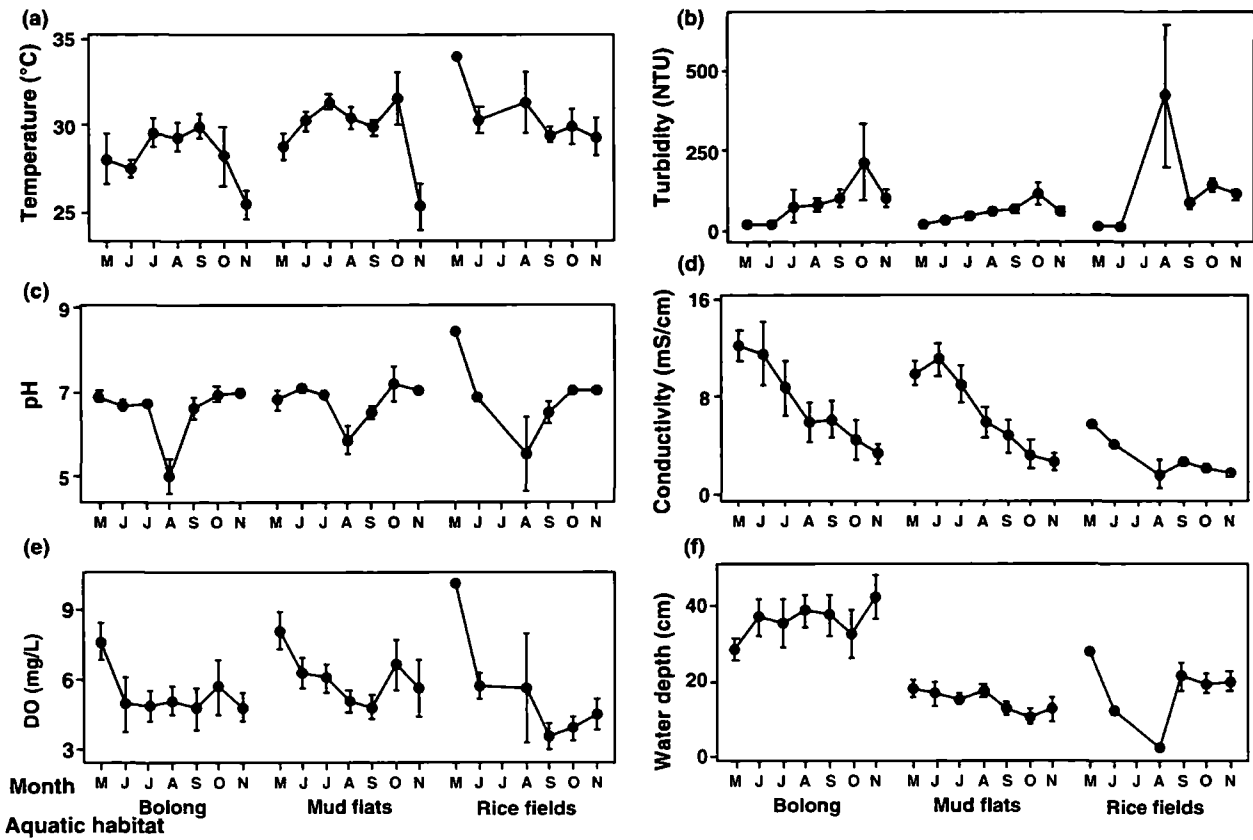 (a)
Temperature (°C)
35
30
25
M J J A S O N M J J A S O N M J J A S O N
(b)
Turbidity (NTU)
500
250
0
M J J A S O N M J J A S O N M J J A S O N
(c)
pH
9
7
5
M J J A S O N M J J A S O N M J J A S O N
(d)
Conductivity (mS/cm)
16
8
0
M J J A S O N M J J A S O N M J J A S O N
(e)
DO (mg/L)
9
6
3
M J J A S O N M J J A S O N M J J A S O N
Month
Bolong Mud flats Rice fields
Aquatic habitat
(f)
Water depth (cm)
40
20
0
M J J A S O N M J J A S O N M J J A S O N
Bolong Mud flats Rice fields